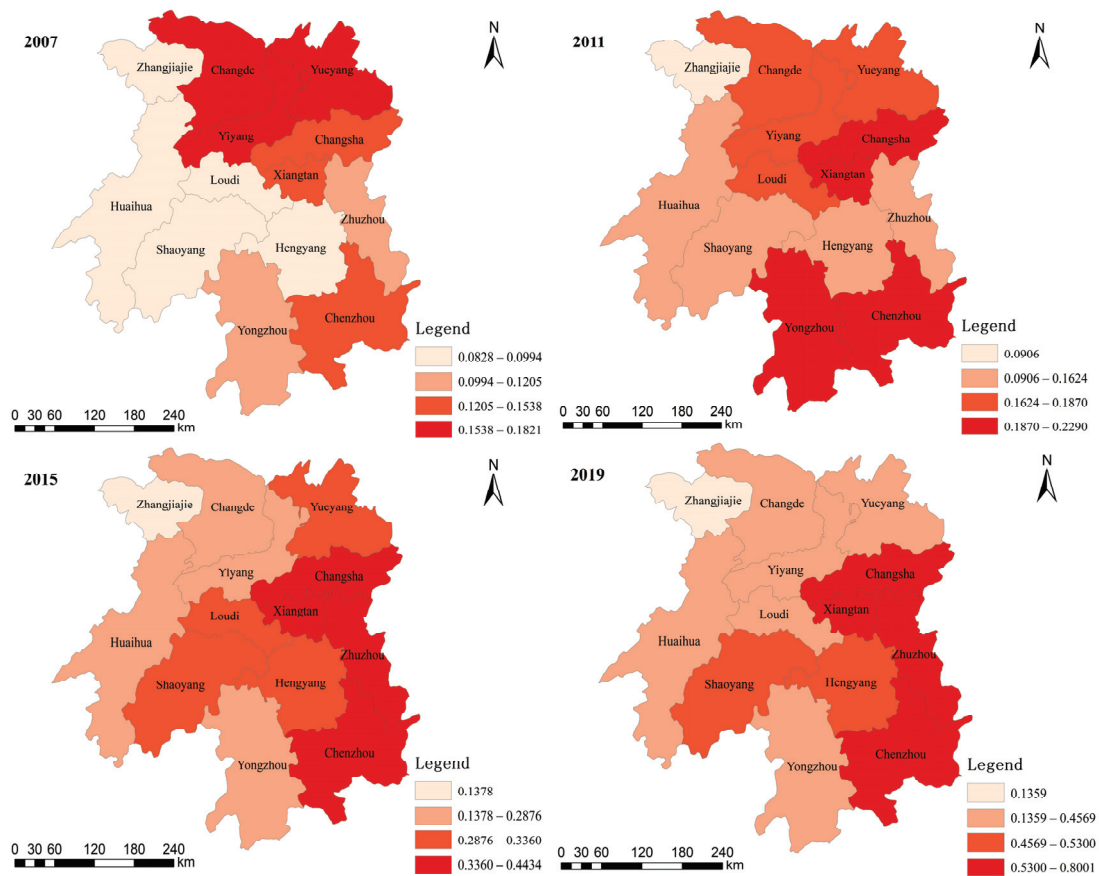 2007
N
Zhangjiajie
Changde
Yueyang
Yiyang
Changsha
Xiangtan
Loudi
Huaihua
Zhuzhou
Shaoyang
Hengyang
Yongzhou
Chenzhou
Legend
0.0828 – 0.0994
0.0994 – 0.1205
0.1205 – 0.1538
0.1538 – 0.1821
0 30 60 120 180 240
km
2011
N
Zhangjiajie
Changde
Yueyang
Yiyang
Changsha
Xiangtan
Loudi
Huaihua
Zhuzhou
Shaoyang
Hengyang
Yongzhou
Chenzhou
Legend
0.0906
0.0906 – 0.1624
0.1624 – 0.1870
0.1870 – 0.2290
0 30 60 120 180 240
km
2015
N
Zhangjiajie
Changde
Yueyang
Yiyang
Changsha
Xiangtan
Loudi
Huaihua
Zhuzhou
Shaoyang
Hengyang
Yongzhou
Chenzhou
Legend
0.1378
0.1378 – 0.2876
0.2876 – 0.3360
0.3360 – 0.4434
0 30 60 120 180 240
km
2019
N
Zhangjiajie
Changde
Yueyang
Yiyang
Changsha
Xiangtan
Loudi
Huaihua
Zhuzhou
Shaoyang
Hengyang
Yongzhou
Chenzhou
Legend
0.1359
0.1359 – 0.4569
0.4569 – 0.5300
0.5300 – 0.8001
0 30 60 120 180 240
km